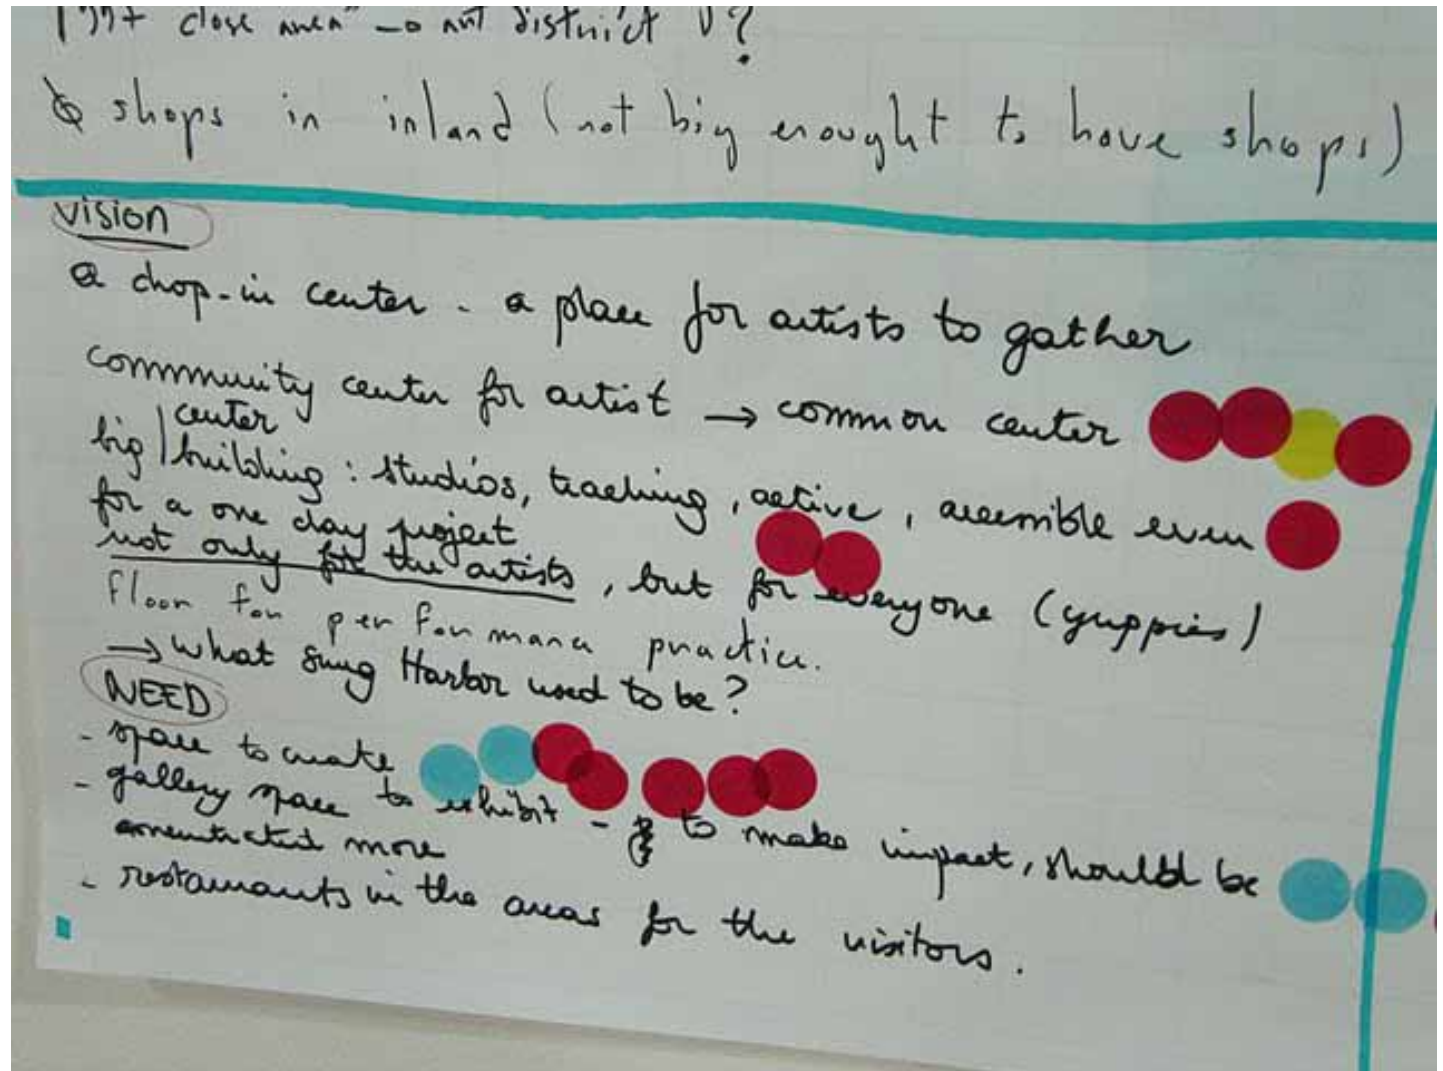 close area" → art district ?
shops in inland (not big enought to have shops)
vision
a drop-in center - a place for artists to gather
community center for artist → common center
center
big | building : studios, teaching, active, accessible even
for a one day project
not only for the artists, but for everyone (yuppies)
floor for performance practice.
→ what snug Harbor used to be?
NEED
- space to create
- gallery space to exhibit - to make impact, should be
concentrated more
- restaurants in the areas for the visitors.